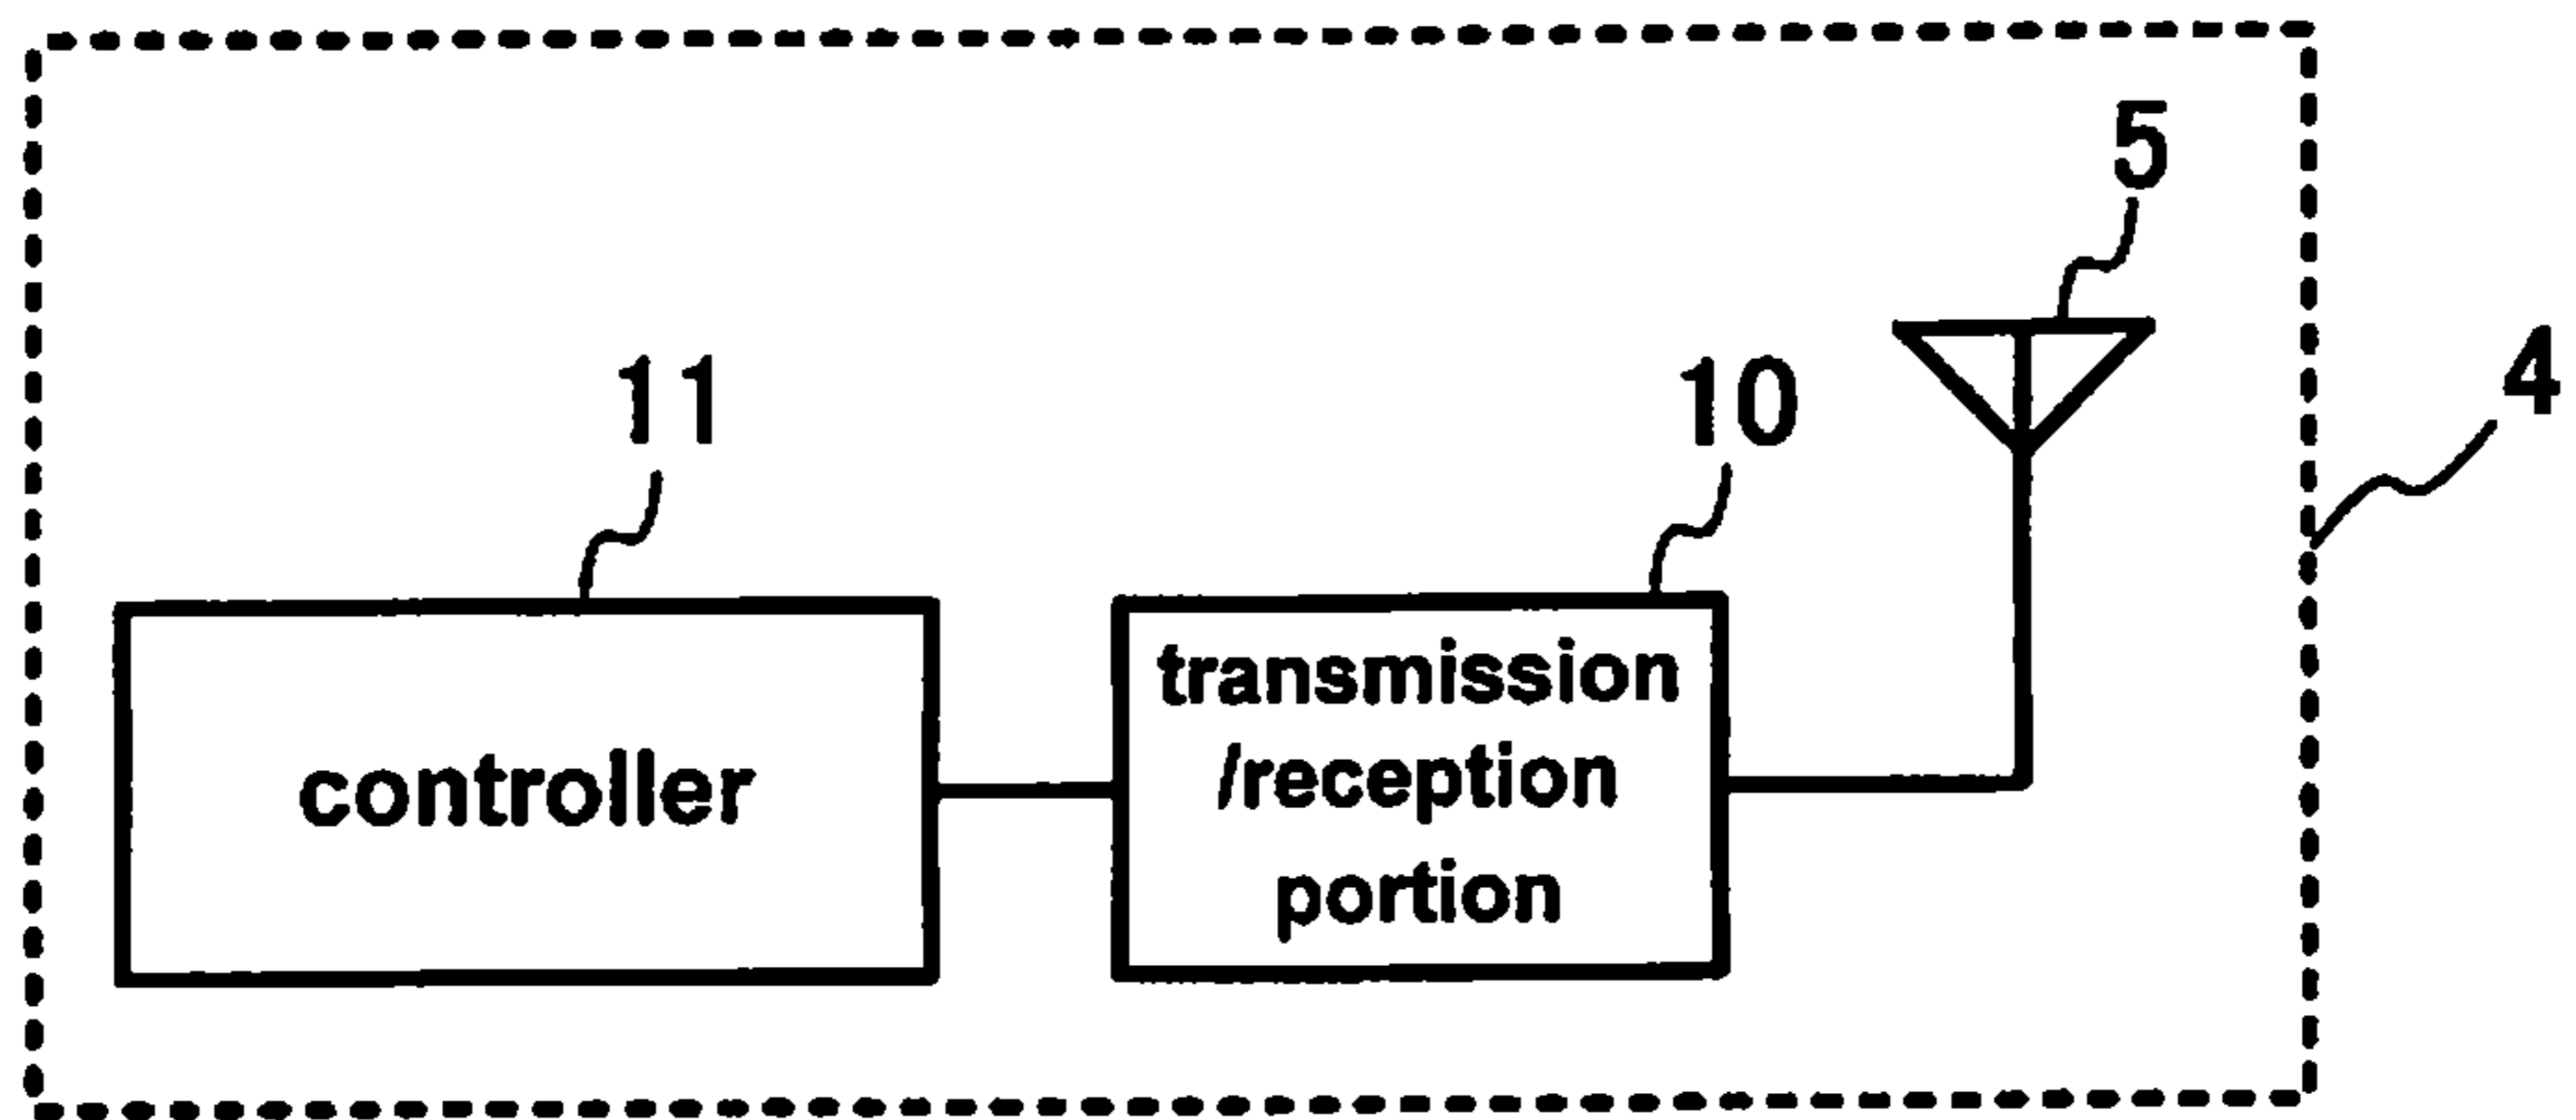 5
4
11
10
controller
transmission
/reception
portion